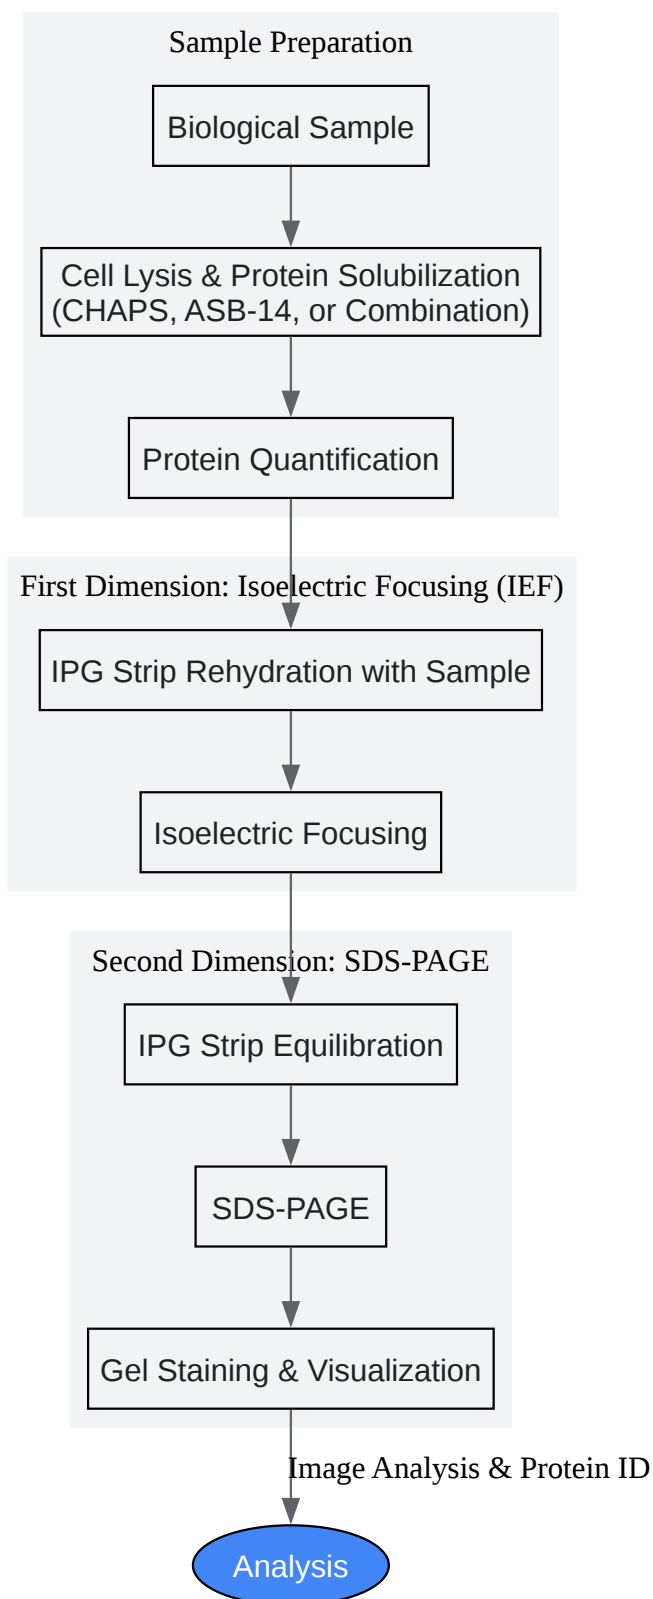 Sample Preparation
Biological Sample
Cell Lysis & Protein Solubilization
(CHAPS, ASB-14, or Combination)
Protein Quantification
First Dimension: Isoelectric Focusing (IEF)
IPG Strip Rehydration with Sample
Isoelectric Focusing
Second Dimension: SDS-PAGE
IPG Strip Equilibration
SDS-PAGE
Gel Staining & Visualization
Image Analysis & Protein ID
Analysis